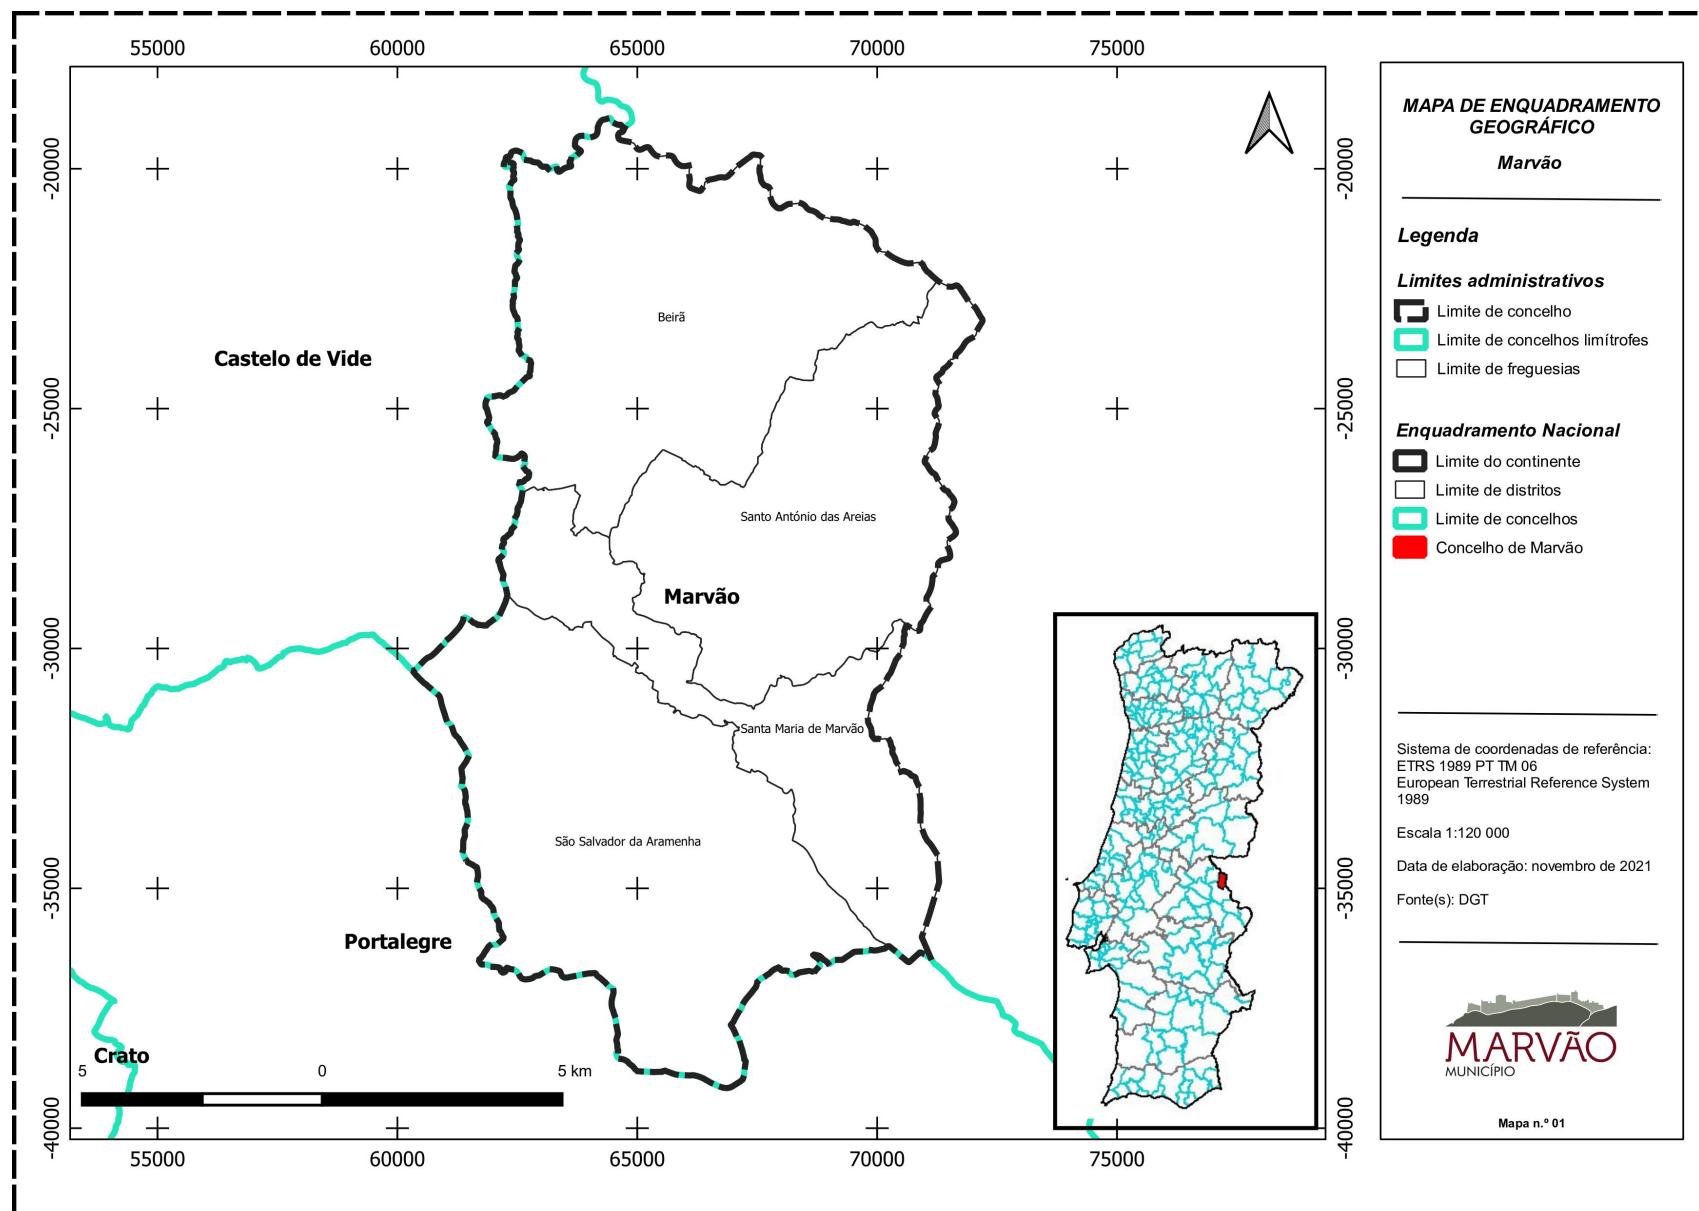 55000 60000 65000 70000 75000
-20000 -20000
-25000 -25000
-30000 -30000
-35000 -35000
-40000 -40000
Beirã
Castelo de Vide
Santo António das Areias
Marvão
Santa Maria de Marvão
São Salvador da Aramenha
Portalegre
Crato
5 0 5 km
55000 60000 65000 70000 75000
MAPA DE ENQUADRAMENTO
GEOGRÁFICO
Marvão
Legenda
Limites administrativos
Limite de concelho
Limite de concelhos limítrofes
Limite de freguesias
Enquadramento Nacional
Limite do continente
Limite de distritos
Limite de concelhos
Concelho de Marvão
Sistema de coordenadas de referência:
ETRS 1989 PT TM 06
European Terrestrial Reference System
1989
Escala 1:120 000
Data de elaboração: novembro de 2021
Fonte(s): DGT
MARVÃO
MUNICÍPIO
Mapa n.º 01